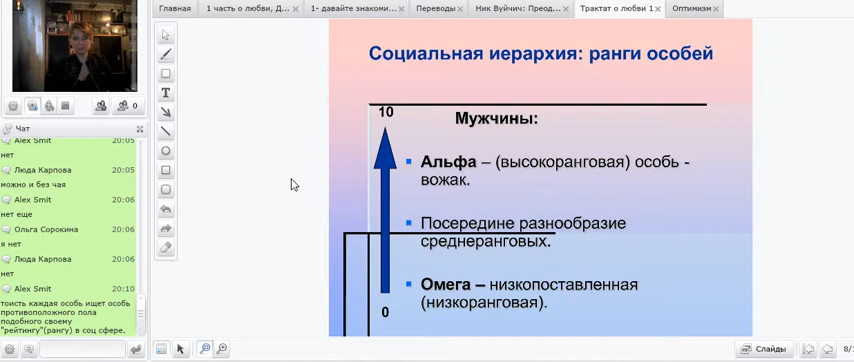 Главная
1 часть о любви, Д...
1- давайте знакоми...
Переводы
Ник Вуйчич: Преод...
Трактат о любви 1
Оптимизм
0
Чат
Alex Smit 20:05
нет
Люда Карпова 20:05
можно и без чая
Alex Smit 20:06
нет еще
Ольга Сорокина 20:06
я нет
Люда Карпова 20:06
нет
Alex Smit 20:10
тоисть каждая особь ищет особь
противоположного пола
подобного своему
"рейтингу"(рангу) в соц сфере.
T
Социальная иерархия: ранги особей
10
Мужчины:
Альфа – (высокоранговая) особь -
вожак.
Посередине разнообразие
среднеранговых.
Омега – низкопоставленная
(низкоранговая).
0
Слайды